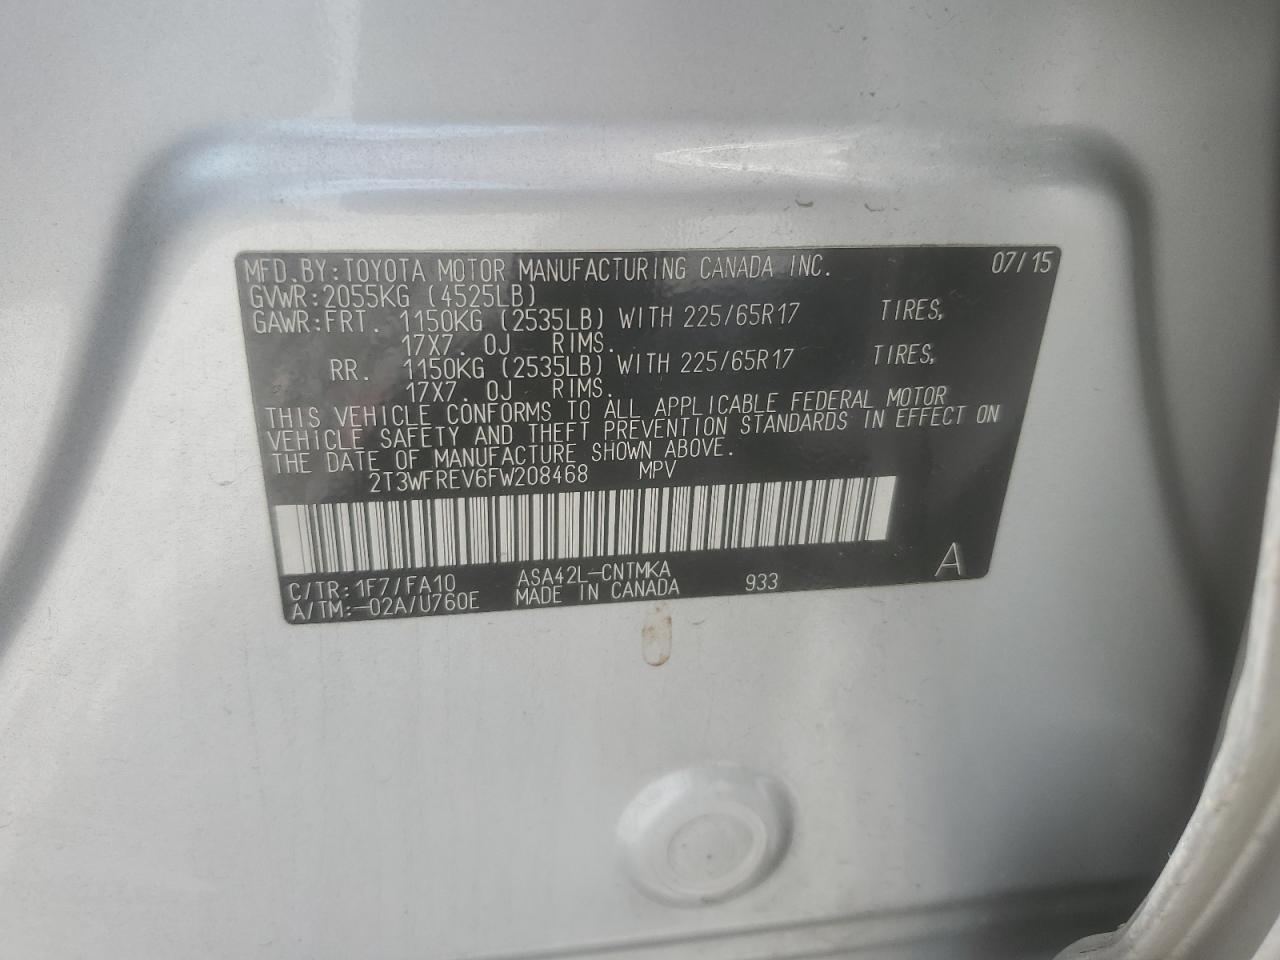 MFD.BY:TOYOTA MOTOR MANUFACTURING CANADA INC. 07/15
GVWR:2055KG (4525LB)
GAWR:FRT. 1150KG (2535LB) WITH 225/65R17 TIRES,
17X7.0J RIMS.
RR. 1150KG (2535LB) WITH 225/65R17 TIRES,
17X7.0J RIMS.
THIS VEHICLE CONFORMS TO ALL APPLICABLE FEDERAL MOTOR
VEHICLE SAFETY AND THEFT PREVENTION STANDARDS IN EFFECT ON
THE DATE OF MANUFACTURE SHOWN ABOVE.
2T3WFREV6FW208468 MPV
C/TR:1F7/FA10 ASA42L-CNTMKA A
A/TM:-02A/U760E MADE IN CANADA 933